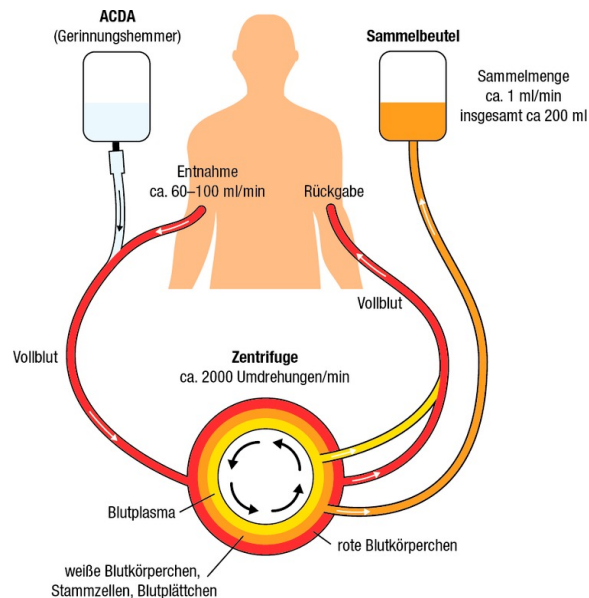 ACDA
(Gerinnungshemmer)
Sammelbeutel
Sammelmenge
ca. 1 ml/min
insgesamt ca 200 ml
Entnahme
ca. 60–100 ml/min
Rückgabe
Vollblut
Vollblut
Zentrifuge
ca. 2000 Umdrehungen/min
Blutplasma
rote Blutkörperchen
weiße Blutkörperchen,
Stammzellen, Blutplättchen